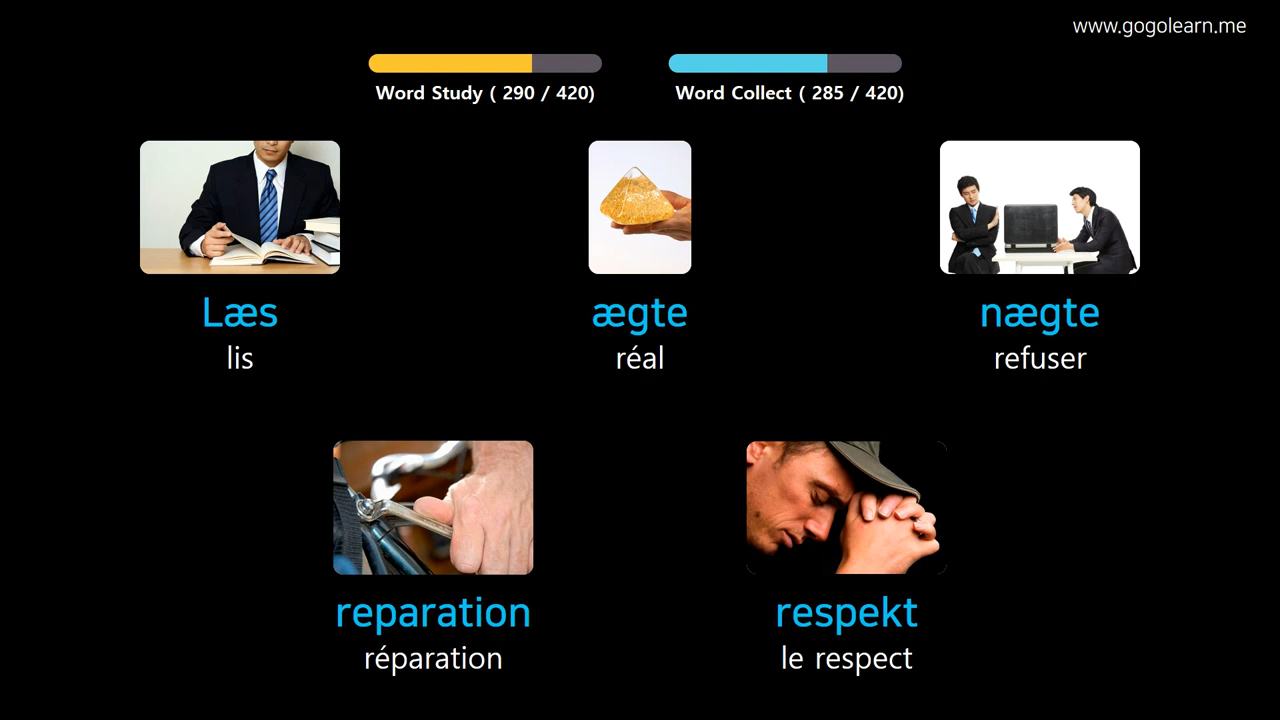 www.gogolearn.me
Word Study ( 290 / 420)
Word Collect ( 285 / 420)
Læs
lis
ægte
réal
nægte
refuser
reparation
réparation
respekt
le respect